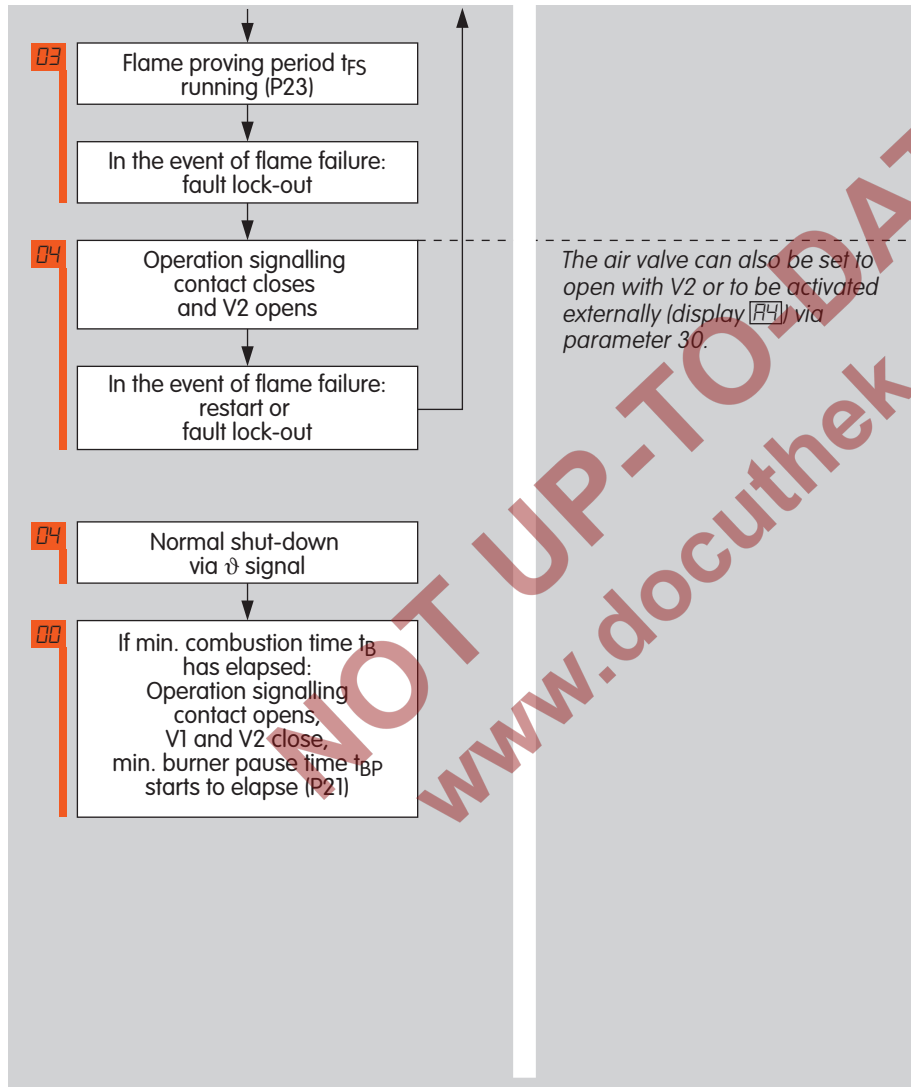 03
Flame proving period tFS
running (P23)
In the event of flame failure:
fault lock-out
04
Operation signalling
contact closes
and V2 opens
In the event of flame failure:
restart or
fault lock-out
The air valve can also be set to
open with V2 or to be activated
externally (display A4) via
parameter 30.
04
Normal shut-down
via ϑ signal
00
If min. combustion time tB
has elapsed:
Operation signalling
contact opens,
V1 and V2 close,
min. burner pause time tBP
starts to elapse (P21)
NOT UP-TO-DAT
www.docuthek